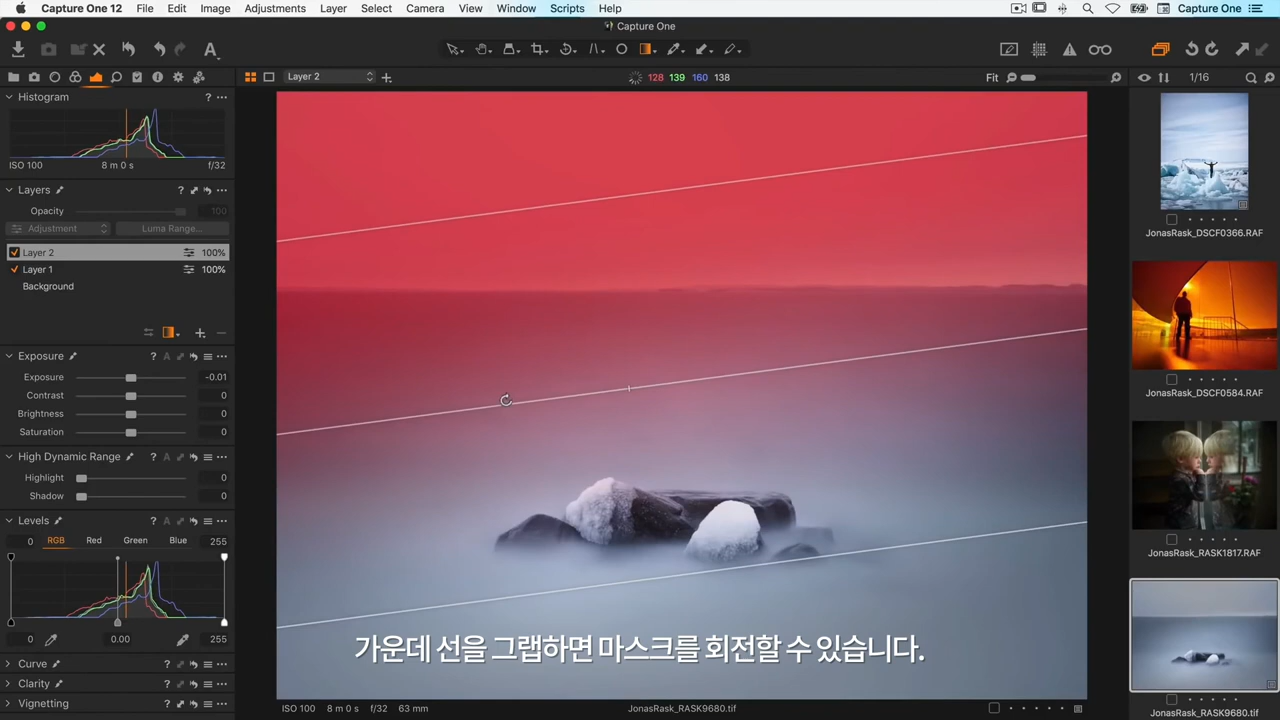 Capture One 12 File Edit Image Adjustments Layer Select Camera View Window Scripts Help Capture One
Capture One
Layer 2 128 139 160 138 Fit 1/16
Histogram ?
ISO 100 8 m 0 s f/32
Layers ?
Opacity 100
Adjustment Luma Range...
Layer 2 100%
Layer 1 100%
Background
Exposure ? A
Exposure -0.01
Contrast 0
Brightness 0
Saturation 0
High Dynamic Range ? A
Highlight 0
Shadow 0
Levels ? A
0 RGB Red Green Blue 255
0 0.00 255
Curve ? A
Clarity ?
Vignetting ?
가운데 선을 그랩하면 마스크를 회전할 수 있습니다.
ISO 100 8 m 0 s f/32 63 mm JonasRask_RASK9680.tif
JonasRask_DSCF0366.RAF
JonasRask_DSCF0584.RAF
JonasRask_RASK1817.RAF
JonasRask_RASK9680.tif